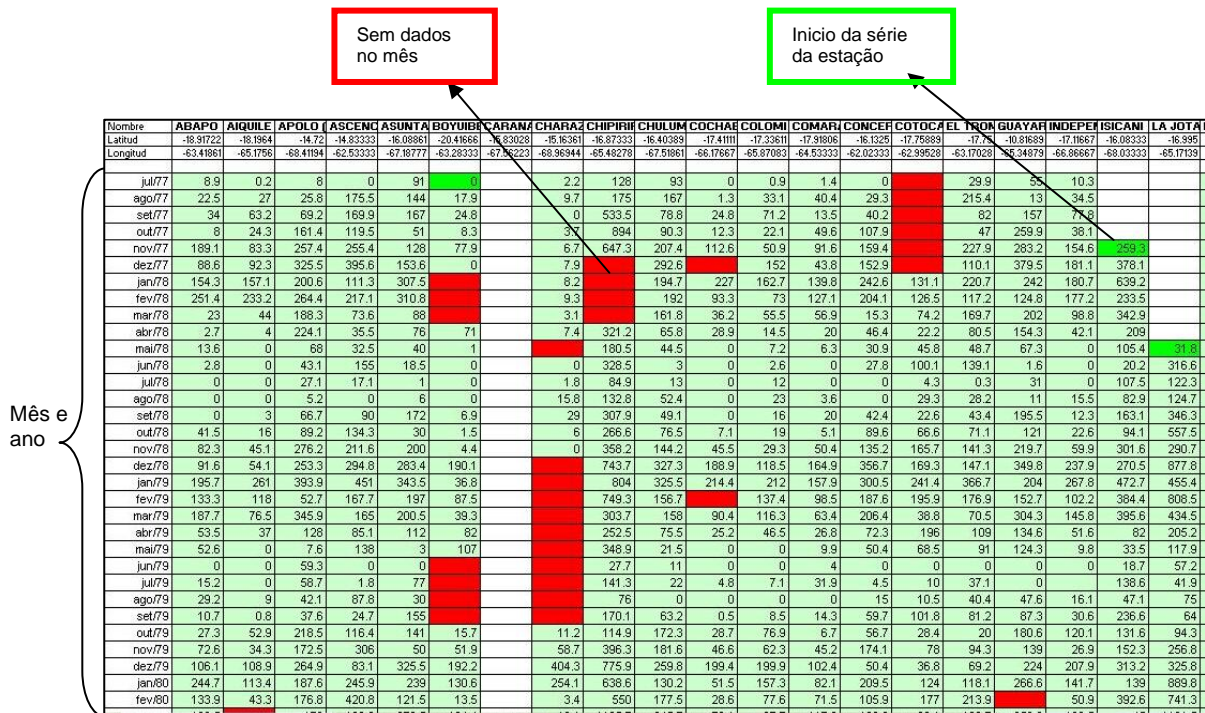 Sem dados
no mês
Inicio da série
da estação
Nombre ABAPO AIQUILE APOLO ( ASCENC ASUNTA BOYUIBE CARANA CHARAZ CHIPIRIF CHULUM COCHAE COLOMI COMAR CONCEF COTOCA EL TROM GUAYAR INDEPEN ISICANI LA JOTA
Latitud -18.91722 -18.1964 -14.72 -14.83333 -16.08861 -20.41666 -15.83028 -15.16361 -16.87333 -16.40389 -17.41111 -17.33611 -17.91806 -16.1325 -17.75889 -17.79 -10.81689 -17.11667 -16.08333 -16.995
Longitud -63.41861 -65.1756 -68.41194 -62.53333 -67.18777 -63.28333 -67.56223 -68.96944 -65.48278 -67.51861 -66.17667 -65.87083 -64.53333 -62.02333 -62.99528 -63.17028 -65.34879 -66.86667 -68.03333 -65.17139
jul/77 8.9 0.2 8 0 91 0 2.2 128 93 0 0.9 1.4 0 29.9 55 10.3
ago/77 22.5 27 25.8 175.5 144 17.9 9.7 175 167 1.3 33.1 40.4 29.3 215.4 13 34.5
set/77 34 63.2 69.2 169.9 167 24.8 0 533.5 78.8 24.8 71.2 13.5 40.2 82 157 77.8
out/77 8 24.3 161.4 119.5 51 8.3 3.7 894 90.3 12.3 22.1 49.6 107.9 47 259.9 38.1
nov/77 189.1 83.3 257.4 255.4 128 77.9 6.7 647.3 207.4 112.6 50.9 91.6 159.4 227.9 283.2 154.6 259.3
dez/77 88.6 92.3 325.5 395.6 153.6 0 7.9 292.6 152 43.8 152.9 110.1 379.5 181.1 378.1
jan/78 154.3 157.1 200.6 111.3 307.5 8.2 194.7 227 162.7 139.8 242.6 131.1 220.7 242 180.7 639.2
fev/78 251.4 233.2 264.4 217.1 310.8 9.3 192 93.3 73 127.1 204.1 126.5 117.2 124.8 177.2 233.5
mar/78 23 44 188.3 73.6 88 3.1 161.8 36.2 55.5 56.9 15.3 74.2 169.7 202 98.8 342.9
abr/78 2.7 4 224.1 35.5 76 71 7.4 321.2 65.8 28.9 14.5 20 46.4 22.2 80.5 154.3 42.1 209
mai/78 13.6 0 68 32.5 40 1 180.5 44.5 0 7.2 6.3 30.9 45.8 48.7 67.3 0 105.4 31.8
jun/78 2.8 0 43.1 155 18.5 0 0 328.5 3 0 2.6 0 27.8 100.1 139.1 1.6 0 20.2 316.6
jul/78 0 0 27.1 17.1 1 0 1.8 84.9 13 0 12 0 0 4.3 0.3 31 0 107.5 122.3
ago/78 0 0 5.2 0 6 0 15.8 132.8 52.4 0 23 3.6 0 29.3 28.2 11 15.5 82.9 124.7
set/78 0 3 66.7 90 172 6.9 29 307.9 49.1 0 16 20 42.4 22.6 43.4 195.5 12.3 163.1 346.3
Mês e
ano
out/78 41.5 16 89.2 134.3 30 1.5 6 266.6 76.5 7.1 19 5.1 89.6 66.6 71.1 121 22.6 94.1 557.5
nov/78 82.3 45.1 276.2 211.6 200 4.4 0 358.2 144.2 45.5 29.3 50.4 135.2 165.7 141.3 219.7 59.9 301.6 290.7
dez/78 91.6 54.1 253.3 294.8 283.4 190.1 743.7 327.3 188.9 118.5 164.9 356.7 169.3 147.1 349.8 237.9 270.5 877.8
jan/79 195.7 261 393.9 451 343.5 36.8 804 325.5 214.4 212 157.9 300.5 241.4 366.7 204 267.8 472.7 455.4
fev/79 133.3 118 52.7 167.7 197 87.5 749.3 156.7 137.4 98.5 187.6 195.9 176.9 152.7 102.2 384.4 808.5
mar/79 187.7 76.5 345.9 165 200.5 39.3 303.7 158 90.4 116.3 63.4 206.4 38.8 70.5 304.3 145.8 395.6 434.5
abr/79 53.5 37 128 85.1 112 82 252.5 75.5 25.2 46.5 26.8 72.3 196 109 134.6 51.6 82 205.2
mai/79 52.6 0 7.6 138 3 107 348.9 21.5 0 0 9.9 50.4 68.5 91 124.3 9.8 33.5 117.9
jun/79 0 0 59.3 0 0 27.7 11 0 0 4 0 0 0 0 0 18.7 57.2
jul/79 15.2 0 58.7 1.8 77 141.3 22 4.8 7.1 31.9 4.5 10 37.1 0 138.6 41.9
ago/79 29.2 9 42.1 87.8 30 76 0 0 0 0 15 10.5 40.4 47.6 16.1 47.1 75
set/79 10.7 0.8 37.6 24.7 155 170.1 63.2 0.5 8.5 14.3 59.7 101.8 81.2 87.3 30.6 236.6 64
out/79 27.3 52.9 218.5 116.4 141 15.7 11.2 114.9 172.3 28.7 76.9 6.7 56.7 28.4 20 180.6 120.1 131.6 94.3
nov/79 72.6 34.3 172.5 306 50 51.9 58.7 396.3 181.6 46.6 62.3 45.2 174.1 78 94.3 139 26.9 152.3 256.8
dez/79 106.1 108.9 264.9 83.1 325.5 192.2 404.3 775.9 259.8 199.4 199.9 102.4 50.4 36.8 69.2 224 207.9 313.2 325.8
jan/80 244.7 113.4 187.6 245.9 239 130.6 254.1 638.6 130.2 51.5 157.3 82.1 209.5 124 118.1 266.6 141.7 139 889.8
fev/80 133.9 43.3 176.8 420.8 121.5 13.5 3.4 550 177.5 28.6 77.6 71.5 105.9 177 213.9 50.9 392.6 741.3